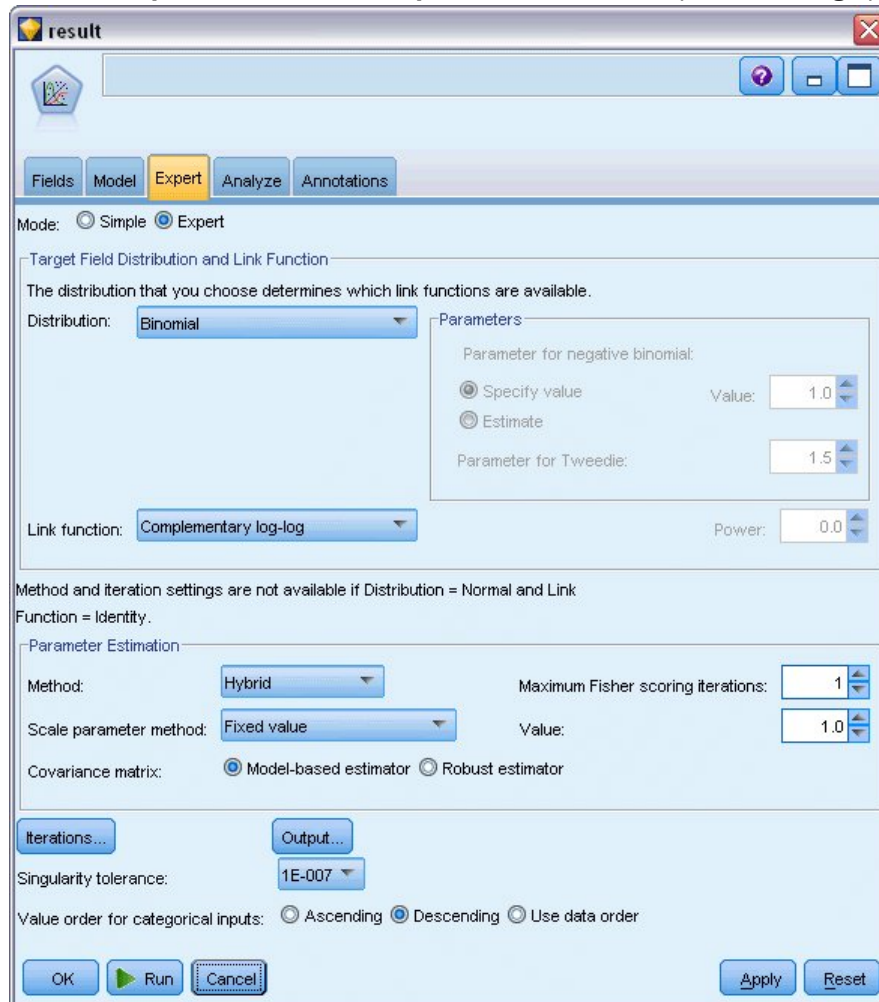 result
Fields Model Expert Analyze Annotations
Mode: Simple Expert
Target Field Distribution and Link Function
The distribution that you choose determines which link functions are available.
Distribution: Binomial
Parameters
Parameter for negative binomial:
Specify value Value: 1.0
Estimate
Parameter for Tweedie: 1.5
Link function: Complementary log-log Power: 0.0
Method and iteration settings are not available if Distribution = Normal and Link
Function = Identity.
Parameter Estimation
Method: Hybrid Maximum Fisher scoring iterations: 1
Scale parameter method: Fixed value Value: 1.0
Covariance matrix: Model-based estimator Robust estimator
Iterations... Output...
Singularity tolerance: 1E-007
Value order for categorical inputs: Ascending Descending Use data order
OK Run Cancel Apply Reset